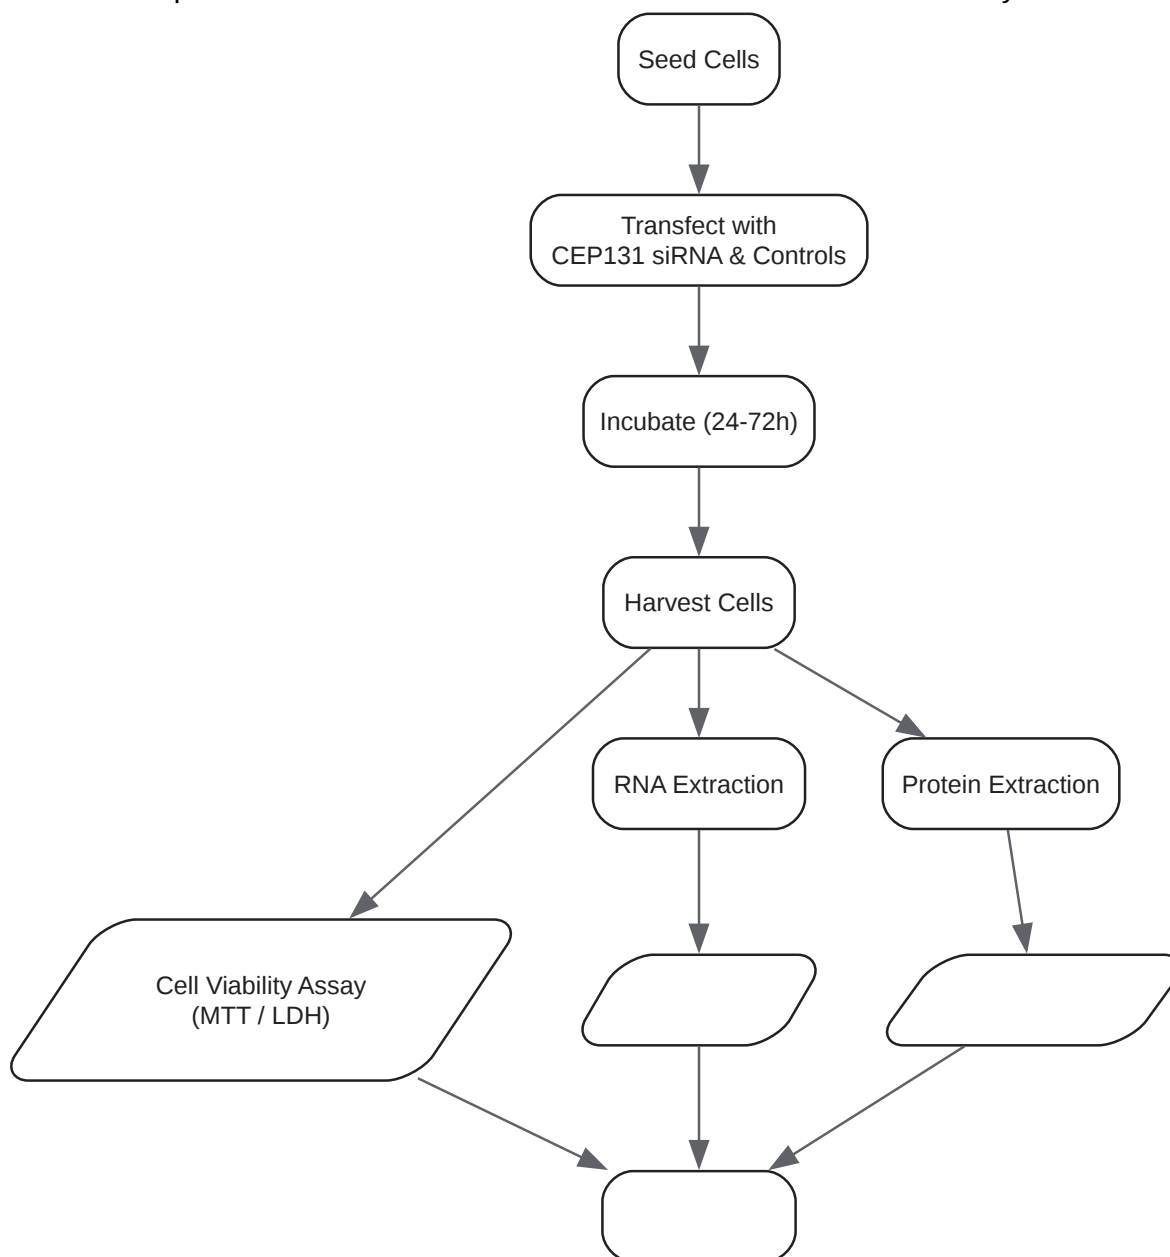 Seed Cells
Transfect with
CEP131 siRNA & Controls
Incubate (24-72h)
Harvest Cells
RNA Extraction
Protein Extraction
Cell Viability Assay
(MTT / LDH)